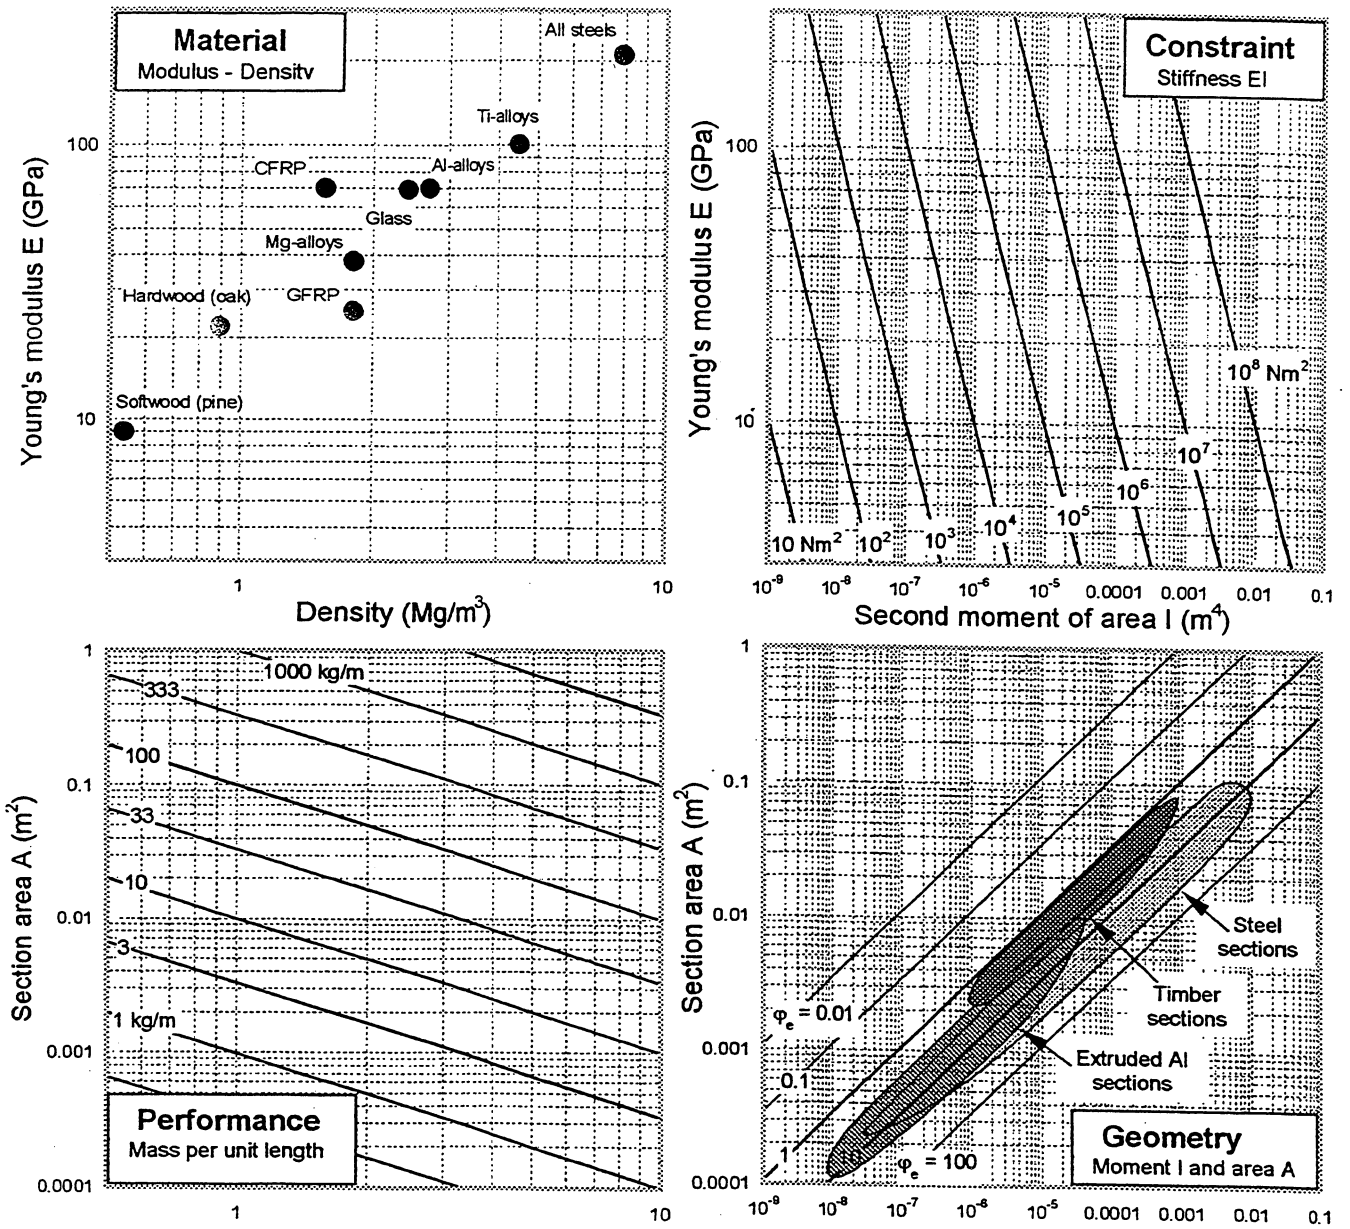 Material
Modulus - Density
All steels
Ti-alloys
CFRP
Al-alloys
Glass
Mg-alloys
Hardwood (oak)
GFRP
Softwood (pine)
Young's modulus E (GPa)
100
10
1
10
Density (Mg/m³)
Constraint
Stiffness EI
Young's modulus E (GPa)
100
10
10⁸ Nm²
10⁷
10⁶
10⁵
10⁴
10³
10²
10 Nm²
10⁻⁹
10⁻⁸
10⁻⁷
10⁻⁶
10⁻⁵
0.0001
0.001
0.01
0.1
Second moment of area I (m⁴)
1
0.1
0.01
0.001
0.0001
Section area A (m²)
1000 kg/m
333
100
33
10
3
1 kg/m
Performance
Mass per unit length
1
10
1
0.1
0.01
0.001
0.0001
Section area A (m²)
Steel
sections
Timber
sections
Extruded Al
sections
φₑ = 0.01
0.1
1
10
φₑ = 100
Geometry
Moment I and area A
10⁻⁹
10⁻⁸
10⁻⁷
10⁻⁶
10⁻⁵
0.0001
0.001
0.01
0.1